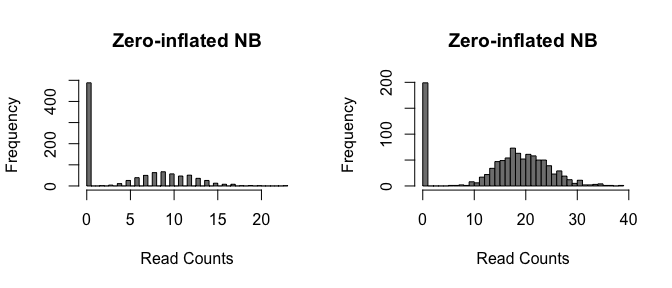 Zero-inflated NB
Frequency
0
200
400
0 5 10 15 20
Read Counts
Zero-inflated NB
Frequency
0
100
200
0 10 20 30 40
Read Counts